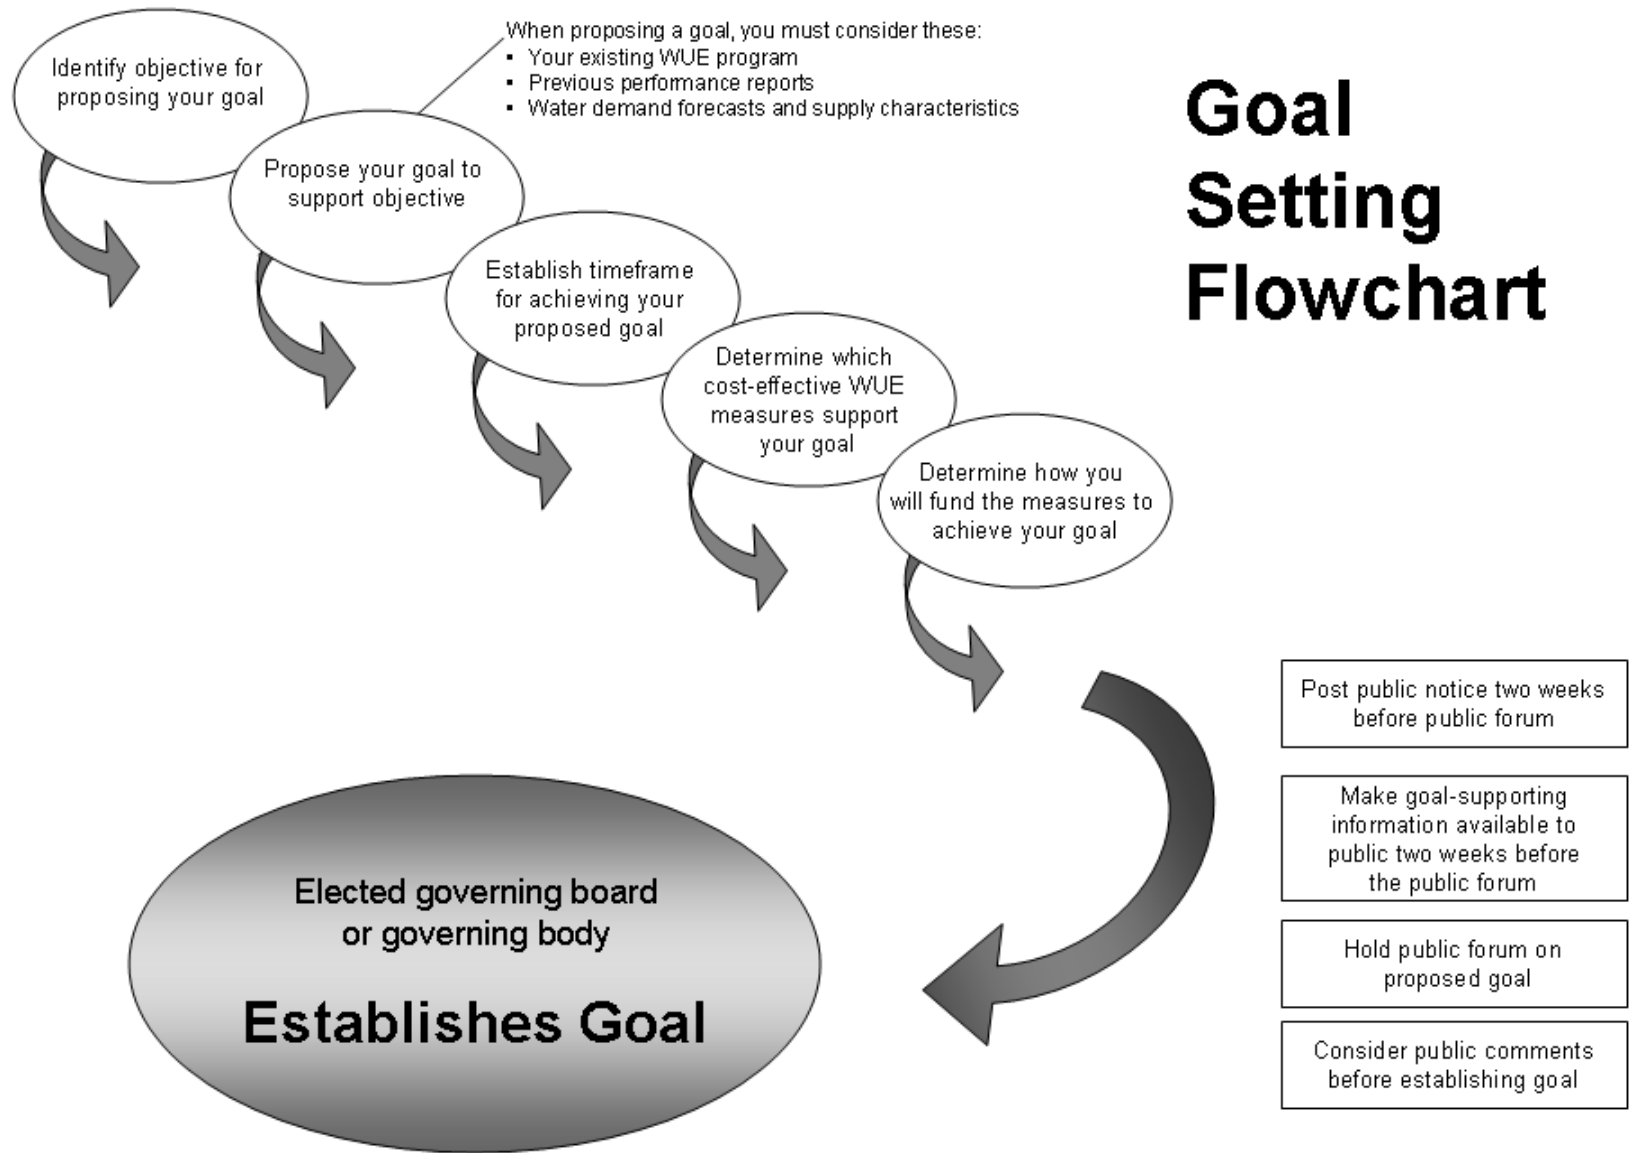 Goal
Setting
Flowchart
Identify objective for
proposing your goal
When proposing a goal, you must consider these:
▪ Your existing WUE program
▪ Previous performance reports
▪ Water demand forecasts and supply characteristics
Propose your goal to
support objective
Establish timeframe
for achieving your
proposed goal
Determine which
cost-effective WUE
measures support
your goal
Determine how you
will fund the measures to
achieve your goal
Post public notice two weeks
before public forum
Make goal-supporting
information available to
public two weeks before
the public forum
Hold public forum on
proposed goal
Consider public comments
before establishing goal
Elected governing board
or governing body
Establishes Goal